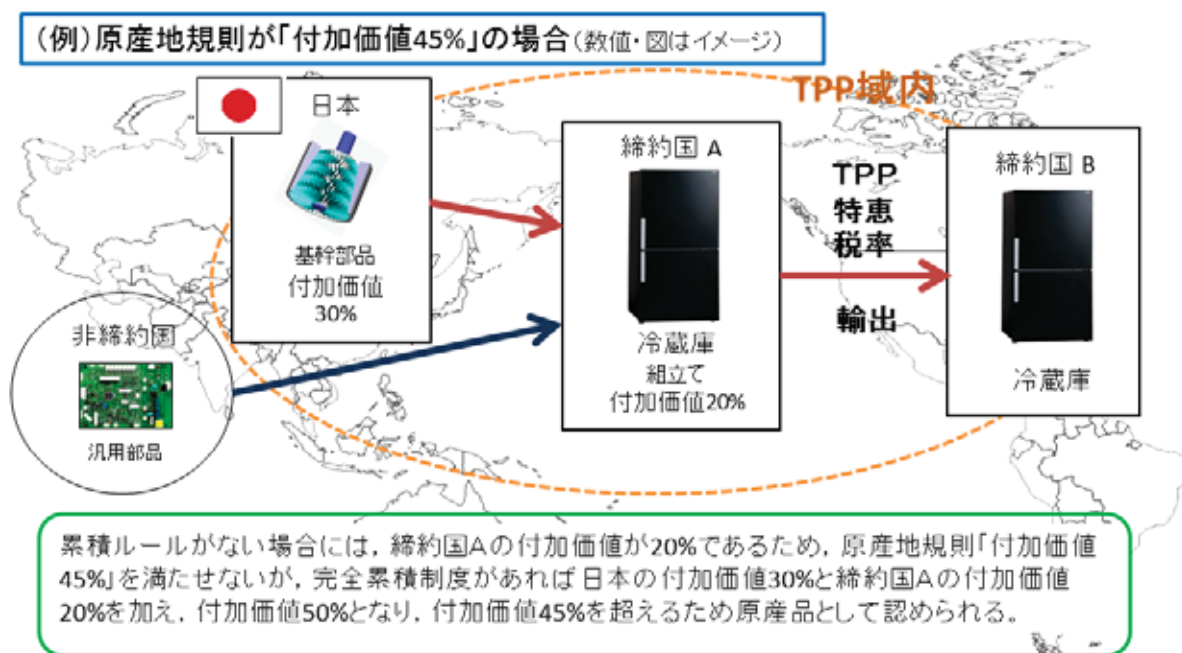 (例)原産地規則が「付加価値45%」の場合(数値・図はイメージ)
TPP域内
日本
基幹部品
付加価値
30%
非締約国
汎用部品
締約国 A
冷蔵庫
組立て
付加価値20%
TPP
特恵
税率
輸出
締約国 B
冷蔵庫
累積ルールがない場合には，締約国Aの付加価値が20%であるため，原産地規則「付加価値
45%」を満たせないが，完全累積制度があれば日本の付加価値30%と締約国Aの付加価値
20%を加え，付加価値50%となり，付加価値45%を超えるため原産品として認められる。